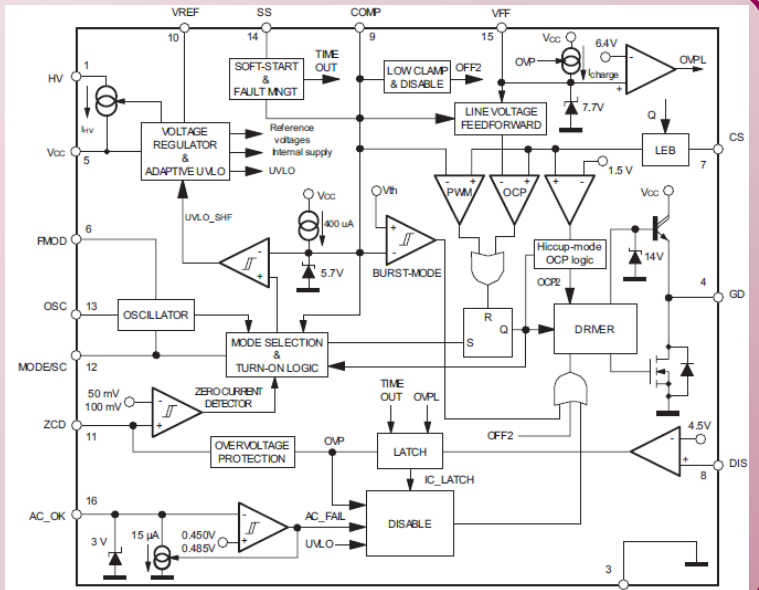 VREF
SS
COMP
VFF
10
14
9
15
HV
1
IHV
Vcc
5
SOFT-START
&
FAULT MNGT
TIME
OUT
LOW CLAMP
& DISABLE
OFF2
Vcc
OVP
Icharge
6.4V
OVPL
7.7V
VOLTAGE
REGULATOR
&
ADAPTIVE UVLO
Reference
voltages
Internal supply
UVLO
LINE VOLTAGE
FEEDFORWARD
Q
LEB
CS
7
UVLO_SHF
Vcc
400 uA
5.7V
Vth
-
+
+
-
BURST-MODE
-
+
PWM
-
+
OCP
+
-
1.5 V
Hiccup-mode
OCP logic
OCP2
Vcc
14V
4
GD
6
FMOD
OSC
13
OSCILLATOR
MODE/SC
12
MODE SELECTION
&
TURN-ON LOGIC
R
S
Q
DRIVER
50 mV
100 mV
-
+
ZERO CURRENT
DETECTOR
ZCD
11
OVERVOLTAGE
PROTECTION
OVP
TIME
OUT
OVPL
LATCH
IC_LATCH
OFF2
4.5V
-
+
DIS
8
AC_OK
16
3 V
15 µA
0.450V
0.485V
-
+
AC_FAIL
UVLO
DISABLE
3